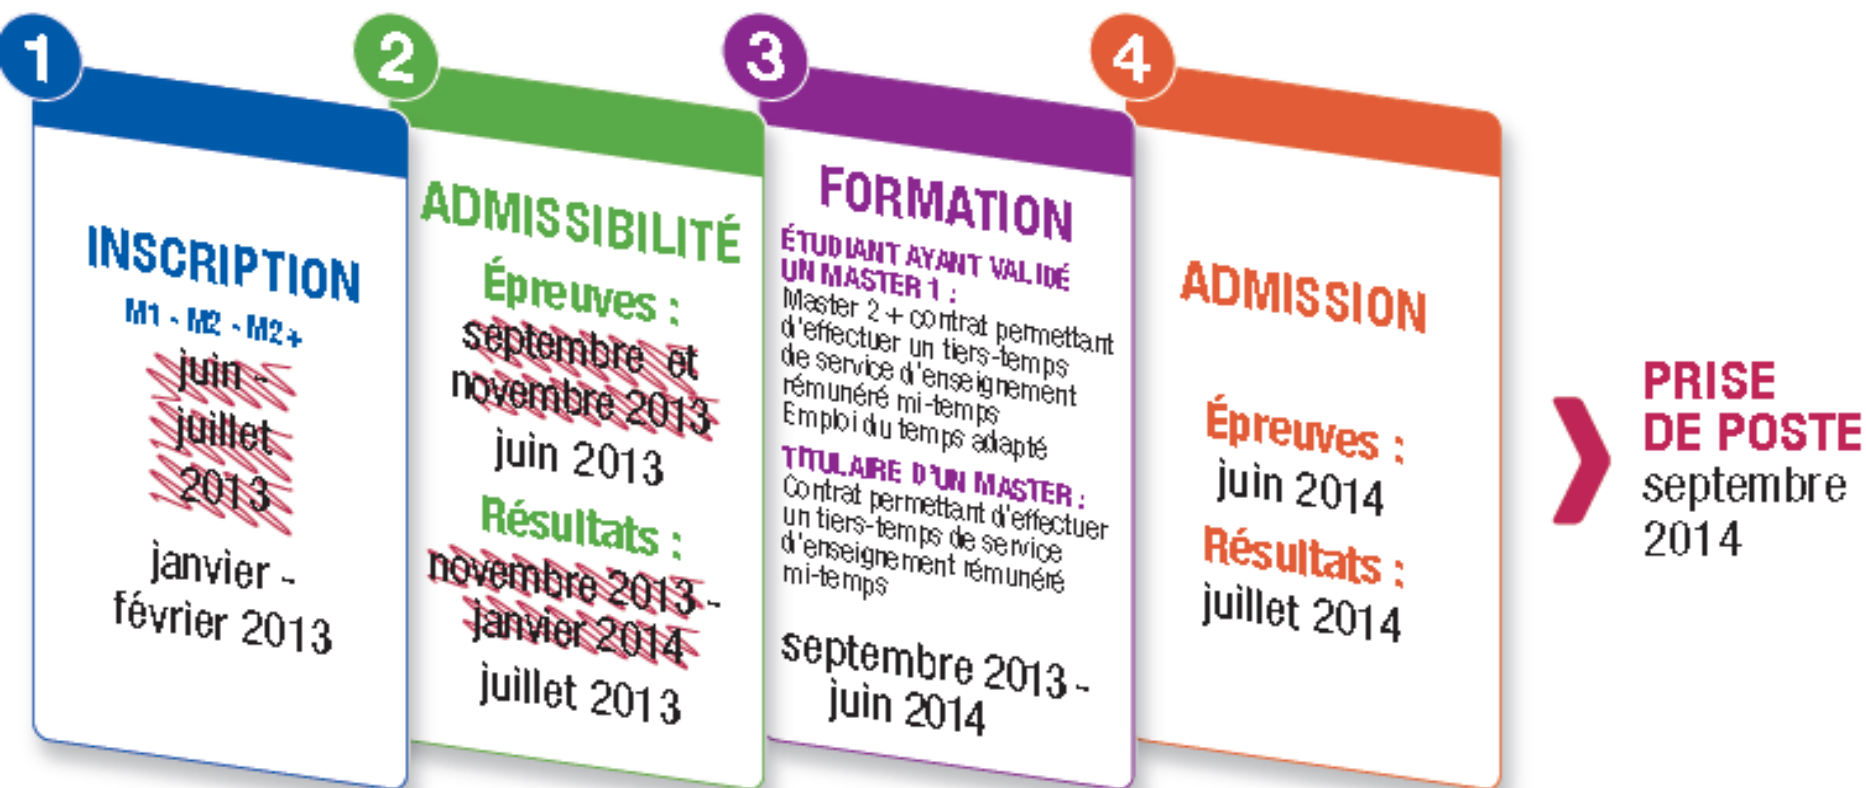 1
INSCRIPTION
M1 - M2 - M2+
juin -
juillet
2013
janvier -
février 2013
2
ADMISSIBILITÉ
Épreuves :
septembre et
novembre 2013
juin 2013
Résultats :
novembre 2013 -
janvier 2014
juillet 2013
3
FORMATION
ÉTUDIANT AYANT VALIDÉ
UN MASTER 1 :
Master 2 + contrat permettant
d'effectuer un tiers-temps
de service d'enseignement
rémunéré mi-temps
Emploi du temps adapté
TITULAIRE D'UN MASTER :
Contrat permettant d'effectuer
un tiers-temps de service
d'enseignement rémunéré
mi-temps
septembre 2013 -
juin 2014
4
ADMISSION
Épreuves :
juin 2014
Résultats :
juillet 2014
PRISE
DE POSTE
septembre
2014